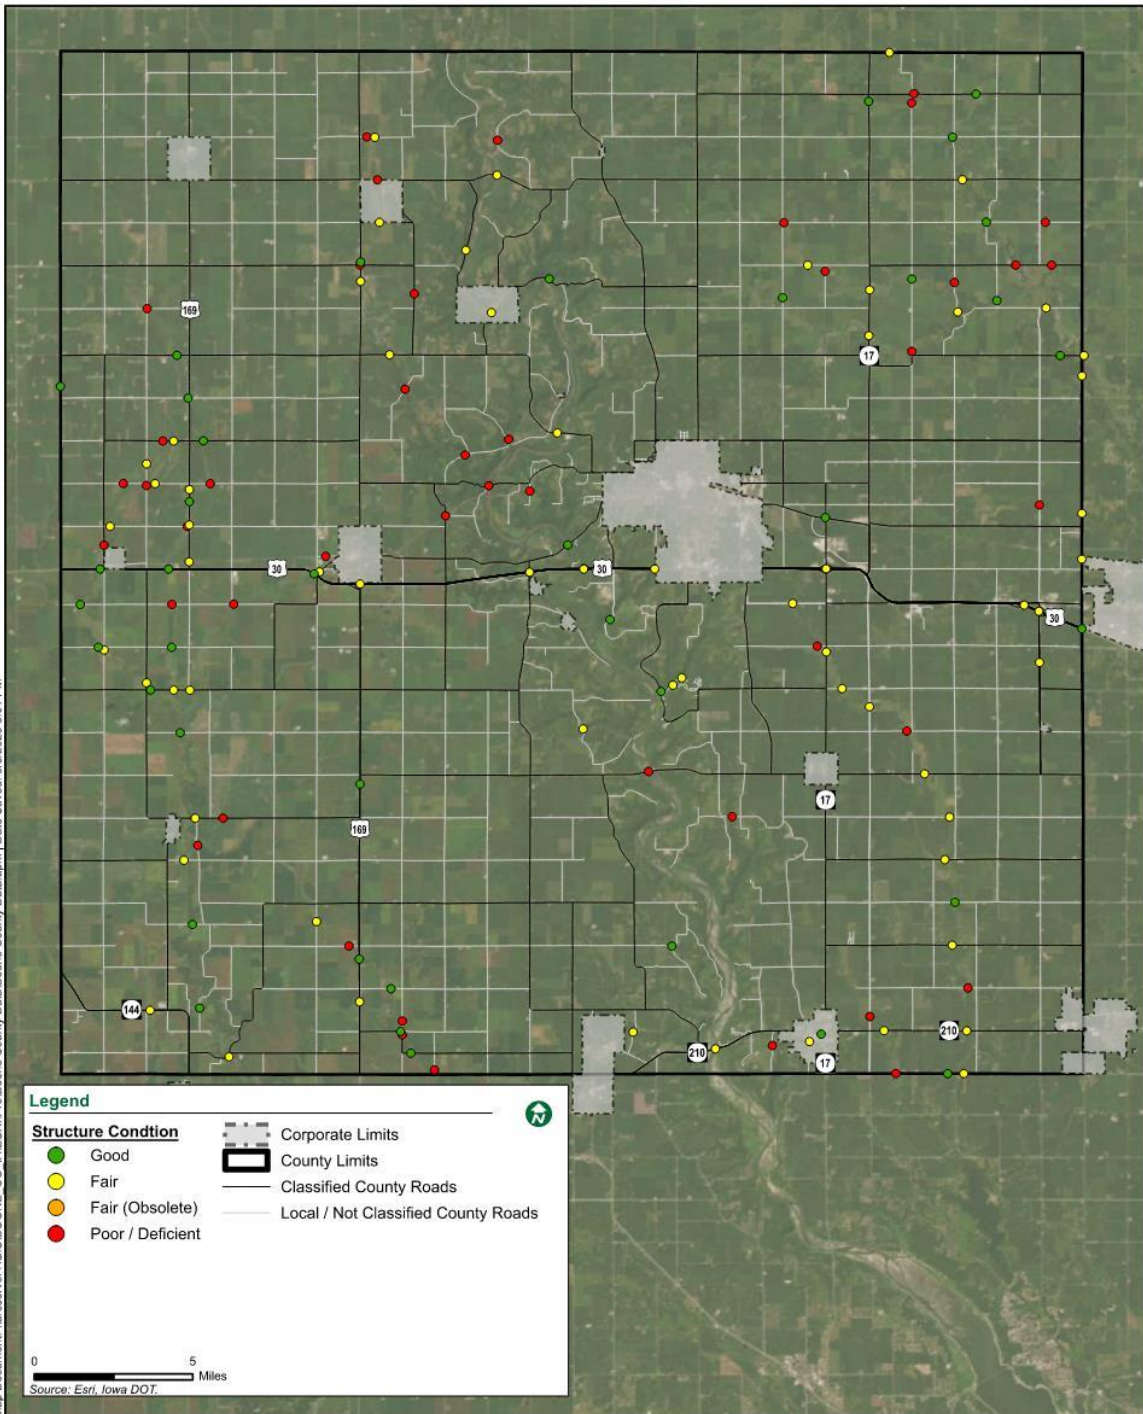 169
17
30
30
30
17
169
144
210
210
17
Legend
Structure Condtion
Good
Fair
Fair (Obsolete)
Poor / Deficient
Corporate Limits
County Limits
Classified County Roads
Local / Not Classified County Roads
0 5
Miles
Source: Esri, Iowa DOT.